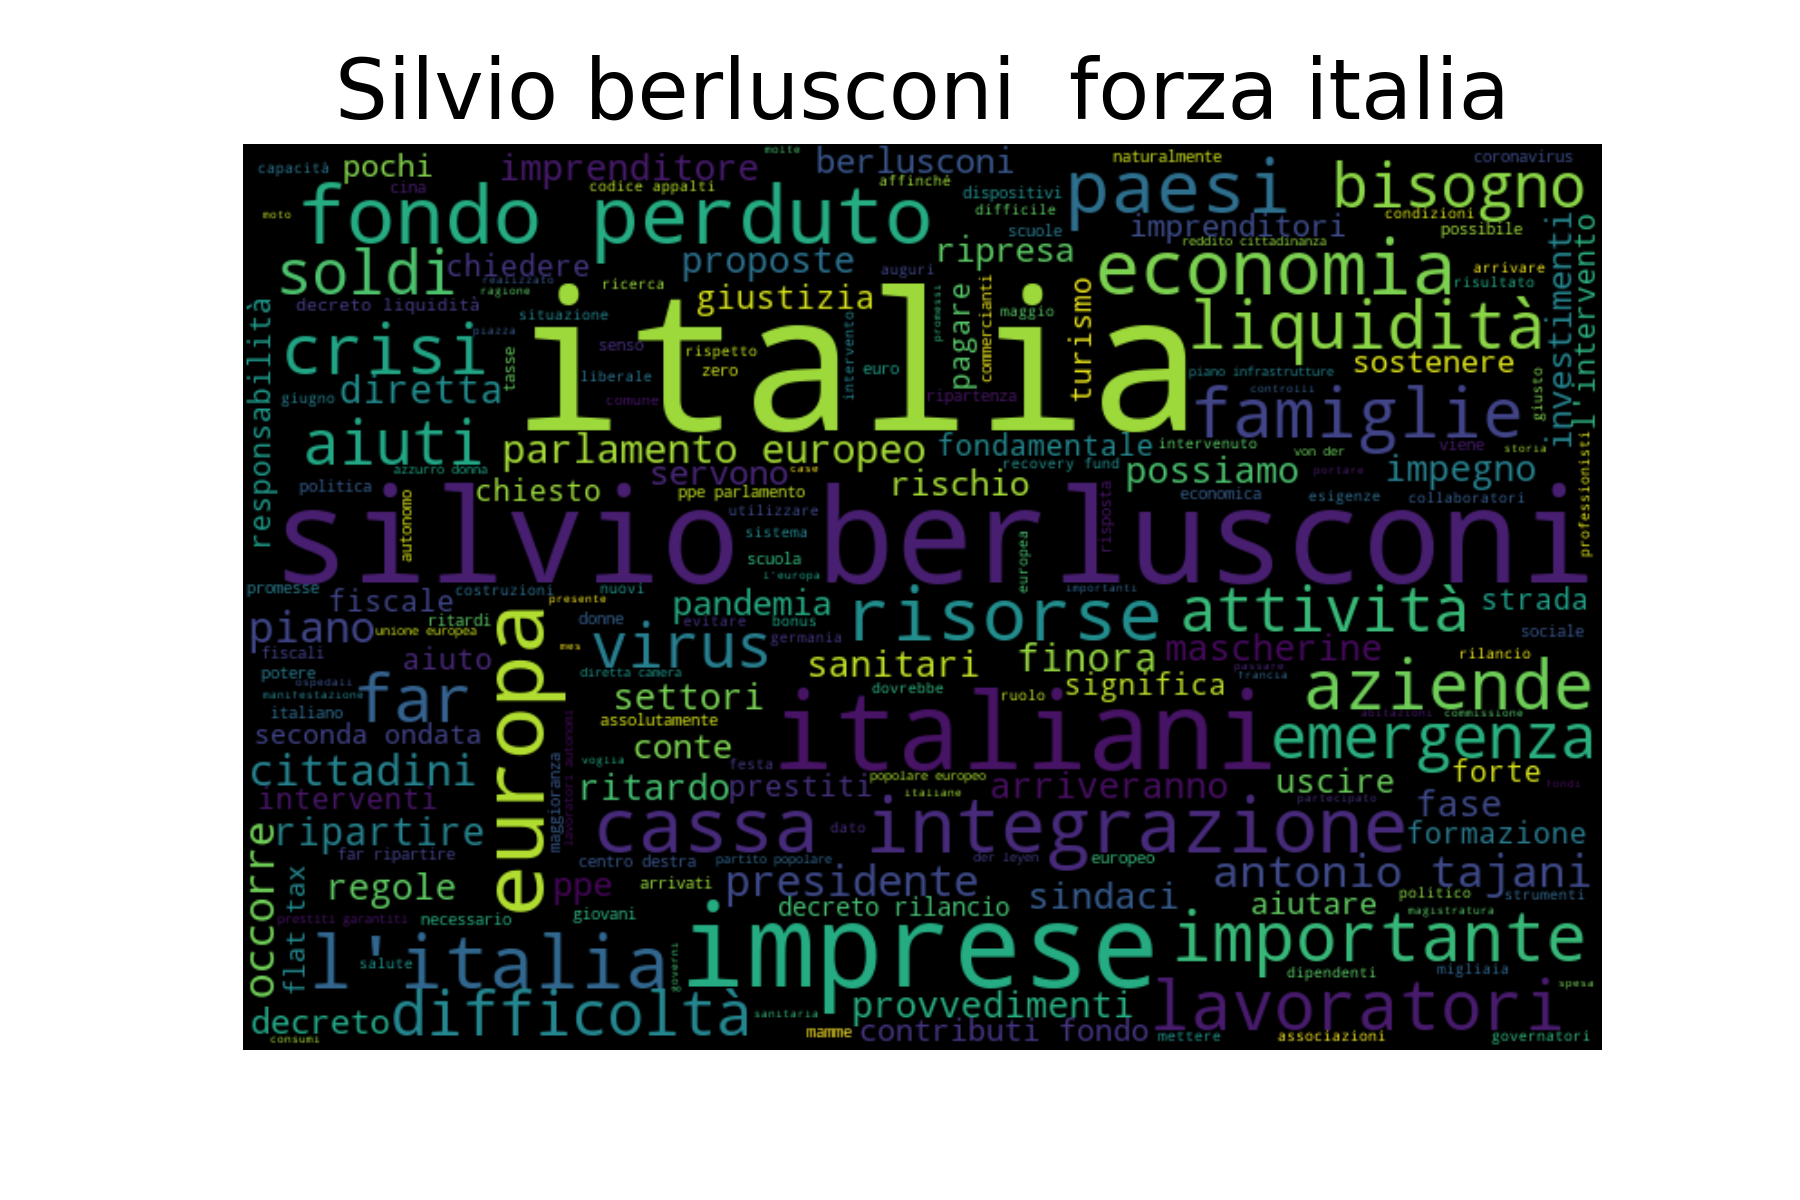 Silvio berlusconi  forza italia
capacità pochi imprenditore molte berlusconi naturalmente coronavirus
cina codice appalti affinché dispositivi paesi bisogno
moto fondo perduto difficile condizioni
scuole imprenditori possibile
soldi chiedere proposte auguri ripresa reddito cittadinanza investimenti l'intervento
realizzato ragione ricerca economia arrivare risultato
decreto liquidità giustizia promessi commercianti maggio turismo
responsabilità situazione intervento pagare liquidità
crisi piazza italia
senso rispetto sostenere
diretta tasse liberale zero euro piano infrastrutture
giugno comune ripartenza famiglie controlli giusto
aiuti parlamento europeo fondamentale intervenuto viene storia
azzurro donna servono case recovery fund von der possiamo portare impegno
politica chiesto ppe parlamento rischio economica esigenze collaboratori
autonomo utilizzare risposta professionisti
silvio berlusconi
sistema
scuola europea
l'europa
promesse fiscale costruzioni nuovi importanti
presente pandemia risorse attività strada
piano ritardi donne evitare bonus
unione europea virus germania sociale
fiscali aiuto mes sanitari finora mascherine rilancio
potere ospedali europa diretta camera dovrebbe passare francia
manifestazione far settori ruolo significa aziende
italiano assolutamente italiani abitazioni commissione
seconda ondata conte emergenza
cittadini maggioranza lavoratori autonomi voglia festa uscire forte
interventi ritardo prestiti popolare europeo italiane arriveranno partecipato fondi
fase
occorre ripartire cassa integrazione dato formazione
far ripartire centro destra partito popolare der leyen europeo
flat tax regole ppe arrivati presidente sindaci antonio tajani
politico strumenti
prestiti garantiti necessario giovani decreto rilancio aiutare magistratura
l'italia salute governi imprese importante
dipendenti migliaia
decreto difficoltà sanitaria provvedimenti lavoratori spesa
consumi mamme contributi fondo mettere associazioni governatori